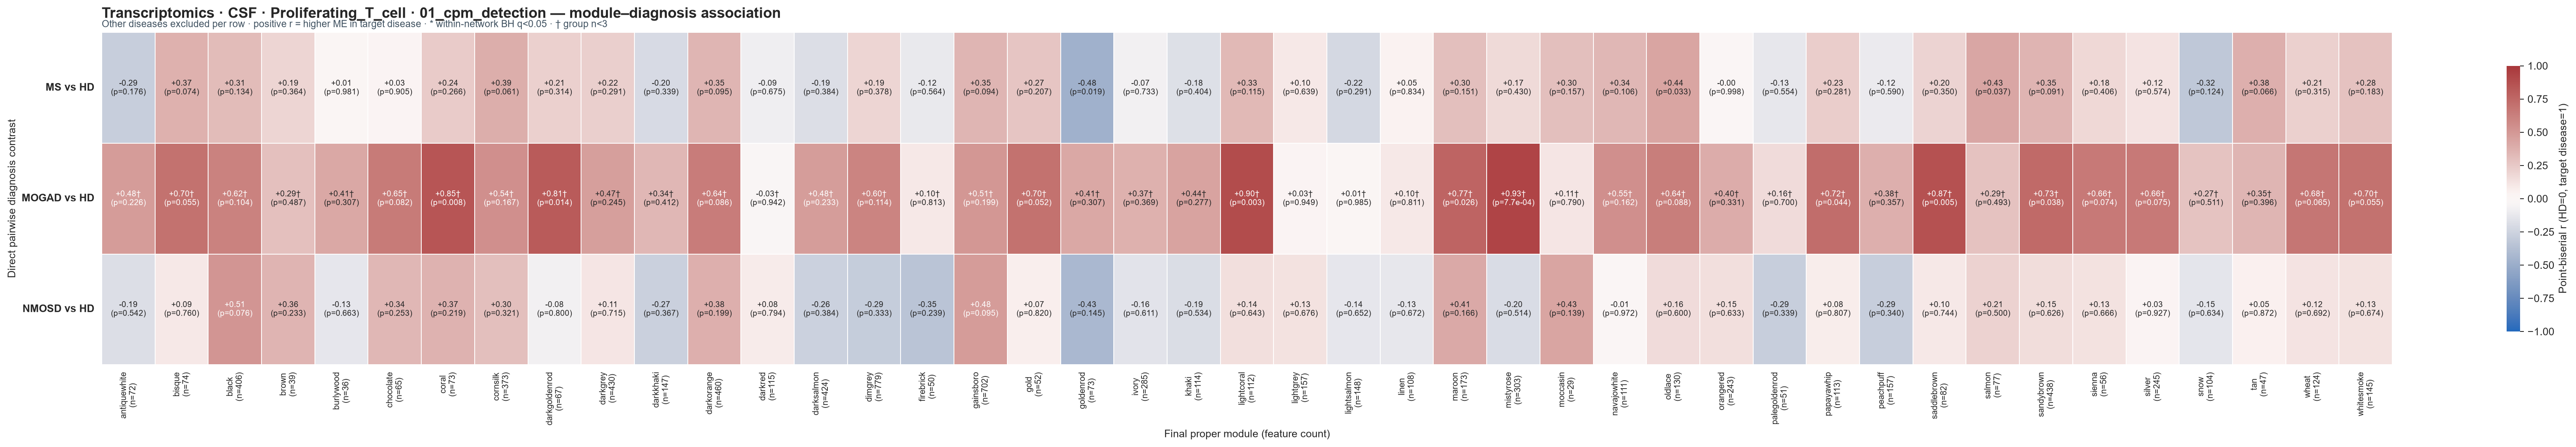 Transcriptomics · CSF · Proliferating_T_cell · 01_cpm_detection — module–diagnosis association
Other diseases excluded per row · positive r = higher ME in target disease · * within-network BH q<0.05 · † group n<3
Direct pairwise diagnosis contrast
MS vs HD
-0.29 +0.37 +0.31 +0.19 +0.01 +0.03 +0.24 +0.39 +0.21 +0.22 -0.20 +0.35 -0.09 -0.19 +0.19 -0.12 +0.35 +0.27 -0.48 -0.07 -0.18 +0.33 +0.10 -0.22 +0.05 +0.30 +0.17 +0.30 +0.34 +0.44 -0.00 -0.13 +0.23 -0.12 +0.20 +0.43 +0.35 +0.18 +0.12 -0.32 +0.38 +0.21 +0.28
(p=0.176) (p=0.074) (p=0.134) (p=0.364) (p=0.981) (p=0.905) (p=0.266) (p=0.061) (p=0.314) (p=0.291) (p=0.339) (p=0.095) (p=0.675) (p=0.384) (p=0.378) (p=0.564) (p=0.094) (p=0.207) (p=0.019) (p=0.733) (p=0.404) (p=0.115) (p=0.639) (p=0.291) (p=0.834) (p=0.151) (p=0.430) (p=0.157) (p=0.106) (p=0.033) (p=0.998) (p=0.554) (p=0.281) (p=0.590) (p=0.350) (p=0.037) (p=0.091) (p=0.406) (p=0.574) (p=0.124) (p=0.066) (p=0.315) (p=0.183)
MOGAD vs HD
+0.48† +0.70† +0.62† +0.29† +0.41† +0.65† +0.85† +0.54† +0.81† +0.47† +0.34† +0.64† -0.03† +0.48† +0.60† +0.10† +0.51† +0.70† +0.41† +0.37† +0.44† +0.90† +0.03† +0.01† +0.10† +0.77† +0.93† +0.11† +0.55† +0.64† +0.40† +0.16† +0.72† +0.38† +0.87† +0.29† +0.73† +0.66† +0.66† +0.27† +0.35† +0.68† +0.70†
(p=0.226) (p=0.055) (p=0.104) (p=0.487) (p=0.307) (p=0.082) (p=0.008) (p=0.167) (p=0.014) (p=0.245) (p=0.412) (p=0.086) (p=0.942) (p=0.233) (p=0.114) (p=0.813) (p=0.199) (p=0.052) (p=0.307) (p=0.369) (p=0.277) (p=0.003) (p=0.949) (p=0.985) (p=0.811) (p=0.026) (p=7.7e-04) (p=0.790) (p=0.162) (p=0.088) (p=0.331) (p=0.700) (p=0.044) (p=0.357) (p=0.005) (p=0.493) (p=0.038) (p=0.074) (p=0.075) (p=0.511) (p=0.396) (p=0.065) (p=0.055)
NMOSD vs HD
-0.19 +0.09 +0.51 +0.36 -0.13 +0.34 +0.37 +0.30 -0.08 +0.11 -0.27 +0.38 +0.08 -0.26 -0.29 -0.35 +0.48 +0.07 -0.43 -0.16 -0.19 +0.14 +0.13 -0.14 -0.13 +0.41 -0.20 +0.43 -0.01 +0.16 +0.15 -0.29 +0.08 -0.29 +0.10 +0.21 +0.15 +0.13 +0.03 -0.15 +0.05 +0.12 +0.13
(p=0.542) (p=0.760) (p=0.076) (p=0.233) (p=0.663) (p=0.253) (p=0.219) (p=0.321) (p=0.800) (p=0.715) (p=0.367) (p=0.199) (p=0.794) (p=0.384) (p=0.333) (p=0.239) (p=0.095) (p=0.820) (p=0.145) (p=0.611) (p=0.534) (p=0.643) (p=0.676) (p=0.652) (p=0.672) (p=0.166) (p=0.514) (p=0.139) (p=0.972) (p=0.600) (p=0.633) (p=0.339) (p=0.807) (p=0.340) (p=0.744) (p=0.500) (p=0.626) (p=0.666) (p=0.927) (p=0.634) (p=0.872) (p=0.692) (p=0.674)
antiquewhite
(n=72)
bisque
(n=74)
black
(n=406)
brown
(n=39)
burlywood
(n=36)
chocolate
(n=65)
coral
(n=73)
cornsilk
(n=373)
darkgoldenrod
(n=67)
darkgrey
(n=430)
darkkhaki
(n=147)
darkorange
(n=460)
darkred
(n=115)
darksalmon
(n=424)
dimgrey
(n=779)
firebrick
(n=50)
gainsboro
(n=702)
gold
(n=52)
goldenrod
(n=73)
ivory
(n=285)
khaki
(n=114)
lightcoral
(n=112)
lightgrey
(n=157)
lightsalmon
(n=148)
linen
(n=108)
maroon
(n=173)
mistyrose
(n=303)
moccasin
(n=29)
navajowhite
(n=111)
oldlace
(n=130)
orangered
(n=243)
palegoldenrod
(n=51)
papayawhip
(n=113)
peachpuff
(n=157)
saddlebrown
(n=82)
salmon
(n=77)
sandybrown
(n=438)
sienna
(n=56)
silver
(n=245)
snow
(n=104)
tan
(n=47)
wheat
(n=124)
whitesmoke
(n=145)
Final proper module (feature count)
1.00
0.75
0.50
0.25
0.00
−0.25
−0.50
−0.75
−1.00
Point-biserial r (HD=0, target disease=1)